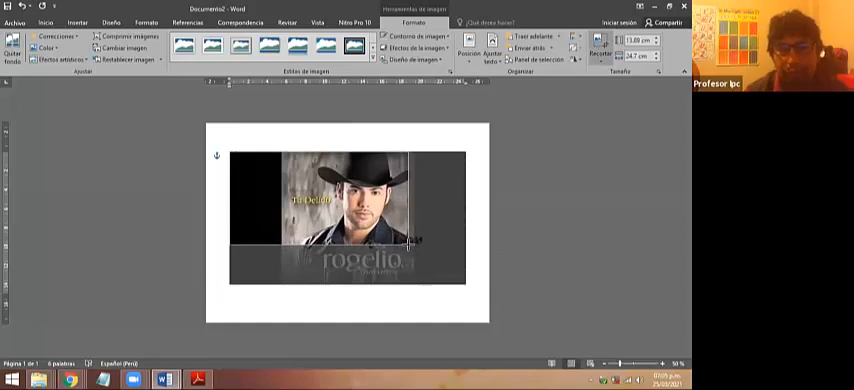 Documento2 - Word
Herramientas de imagen
Archivo Inicio Insertar Diseño Formato Referencias Correspondencia Revisar Vista Nitro Pro 10 Formato ¿Qué desea hacer? Iniciar sesión Compartir
Quitar fondo
Correcciones
Color
Efectos artísticos
Comprimir imágenes
Cambiar imagen
Restablecer imagen
Contorno de imagen
Efectos de la imagen
Diseño de imagen
Posición
Ajustar texto
Traer adelante
Enviar atrás
Panel de selección
Recortar
13,69 cm
24,7 cm
Ajustar Estilos de imagen Organizar Tamaño
Profesor Ipc
rogelio
Página 1 de 1 6 palabras Español (Perú) 50 %
07:05 p.m.
25/03/2021